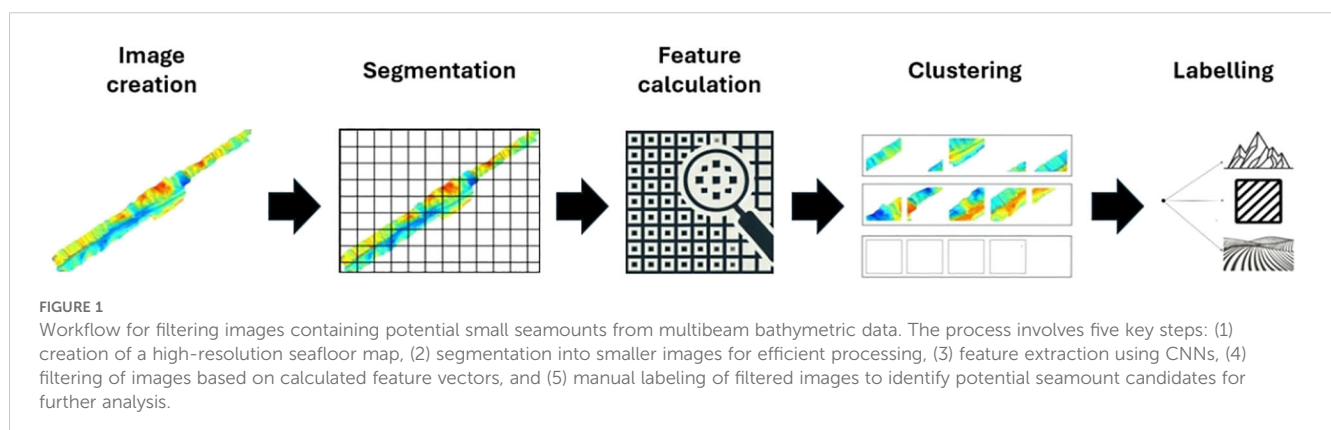 Image
creation
Segmentation
Feature
calculation
Clustering
Labelling
FIGURE 1
Workflow for filtering images containing potential small seamounts from multibeam bathymetric data. The process involves five key steps: (1)
creation of a high-resolution seafloor map, (2) segmentation into smaller images for efficient processing, (3) feature extraction using CNNs, (4)
filtering of images based on calculated feature vectors, and (5) manual labeling of filtered images to identify potential seamount candidates for
further analysis.